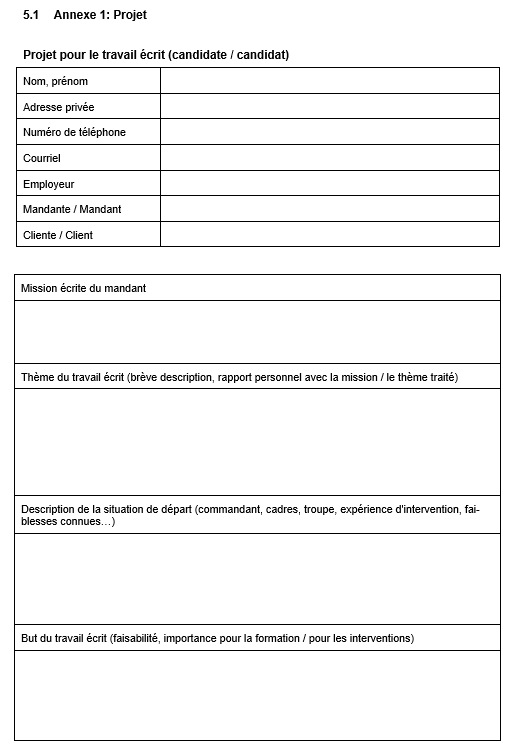 5.1 Annexe 1: Projet
Projet pour le travail écrit (candidate / candidat)
Nom, prénom
Adresse privée
Numéro de téléphone
Courriel
Employeur
Mandante / Mandant
Cliente / Client
Mission écrite du mandant
Thème du travail écrit (brève description, rapport personnel avec la mission / le thème traité)
Description de la situation de départ (commandant, cadres, troupe, expérience d'intervention, fai-
blesses connues…)
But du travail écrit (faisabilité, importance pour la formation / pour les interventions)